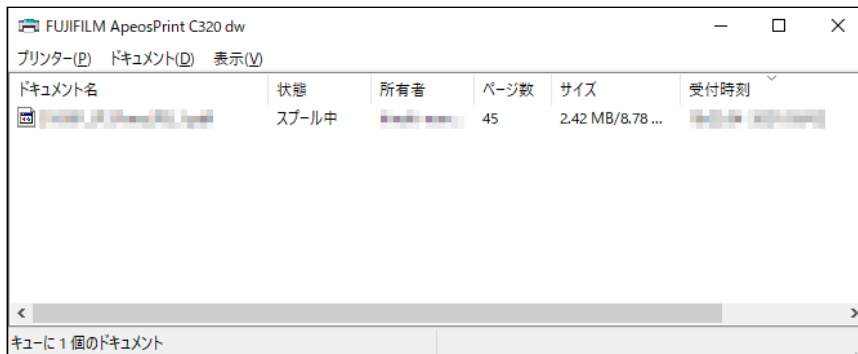 FUJIFILM ApeosPrint C320 dw
プリンター(P) ドキュメント(D) 表示(V)
ドキュメント名 状態 所有者 ページ数 サイズ 受付時刻
スプール中 45 2.42 MB/8.78 ...
キューに 1 個のドキュメント